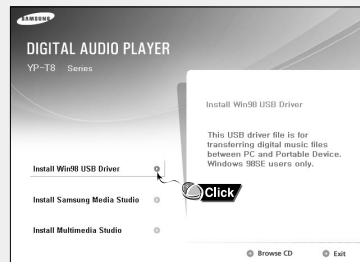 SAMSUNG
DIGITAL AUDIO PLAYER
YP-T8 Series
Install Win98 USB Driver
This USB driver file is for
transferring digital music files
between PC and Portable Device.
Windows 98SE users only.
Install Win98 USB Driver
Click
Install Samsung Media Studio
Install Multimedia Studio
Browse CD
Exit